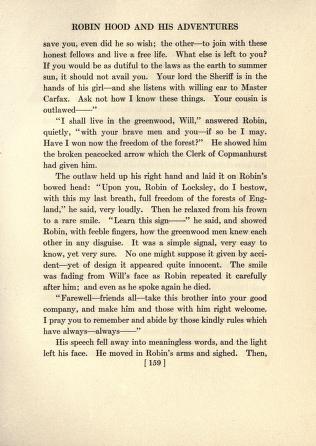 ROBIN HOOD AND HIS ADVENTURES
save you, even did he so wish; the other—to join with these
honest fellows and live a free life. What else is left to you?
If you would be as dutiful to the laws as the earth to summer
sun, it should not avail you. Your lord the Sheriff is in the
hands of his girl—and she listens with willing ear to Master
Carfax. Ask not how I know these things. Your cousin is
outlawed——"
"I shall live in the greenwood, Will," answered Robin,
quietly, "with your brave men and you—if so be I may.
Have I won now the freedom of the forest?" He showed him
the broken peacocked arrow which the Clerk of Copmanhurst
had given him.
The outlaw held up his right hand and laid it on Robin's
bowed head: "Upon you, Robin of Locksley, do I bestow,
with this my last breath, full freedom of the forests of Eng-
land," he said, very loudly. Then he relaxed from his frown
to a rare smile. "Learn this sign——" he said, and showed
Robin, with feeble fingers, how the greenwood men knew each
other in any disguise. It was a simple signal, very easy to
know, yet very sure. No one might suppose it given by acci-
dent—yet of design it appeared quite innocent. The smile
was fading from Will's face as Robin repeated it carefully
after him; and even as he spoke again he died.
"Farewell—friends all—take this brother into your good
company, and make him and those with him right welcome.
I pray you to remember and abide by those kindly rules which
have always—always——"
His speech fell away into meaningless words, and the light
left his face. He moved in Robin's arms and sighed. Then,
[ 159 ]